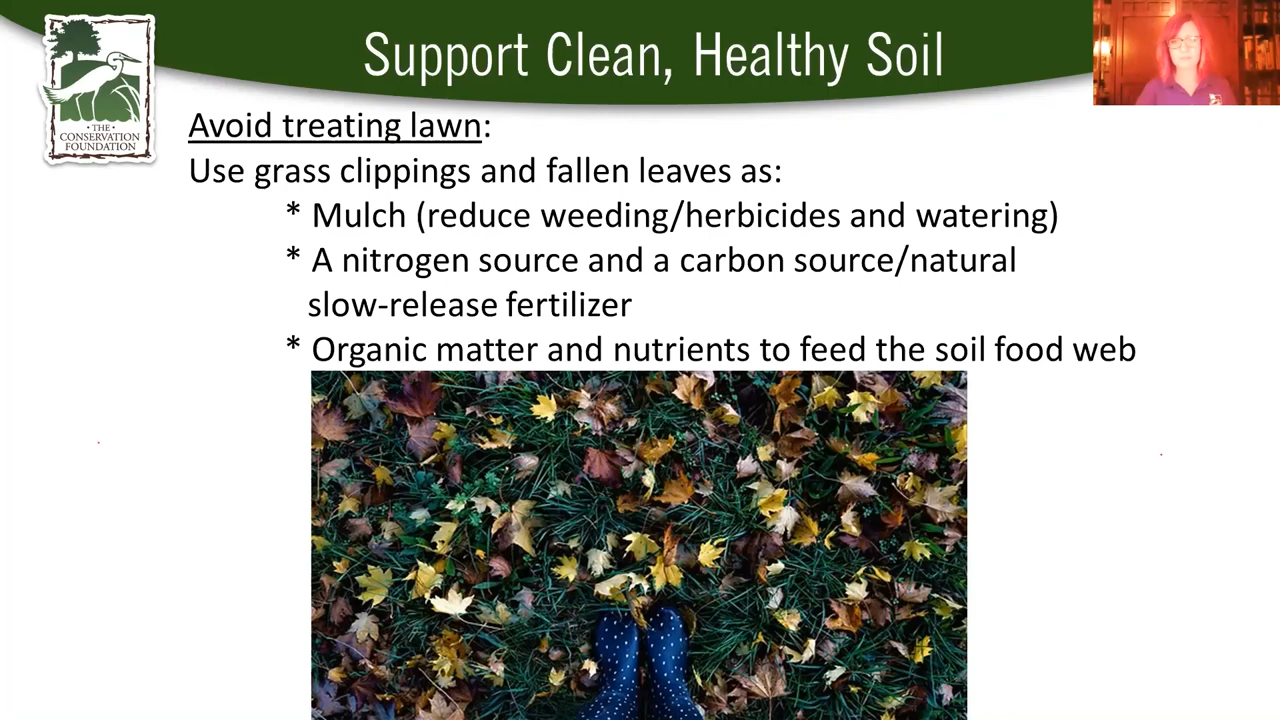 Support Clean, Healthy Soil
• THE •
CONSERVATION
FOUNDATION
Avoid treating lawn:
Use grass clippings and fallen leaves as:
* Mulch (reduce weeding/herbicides and watering)
* A nitrogen source and a carbon source/natural
slow-release fertilizer
* Organic matter and nutrients to feed the soil food web